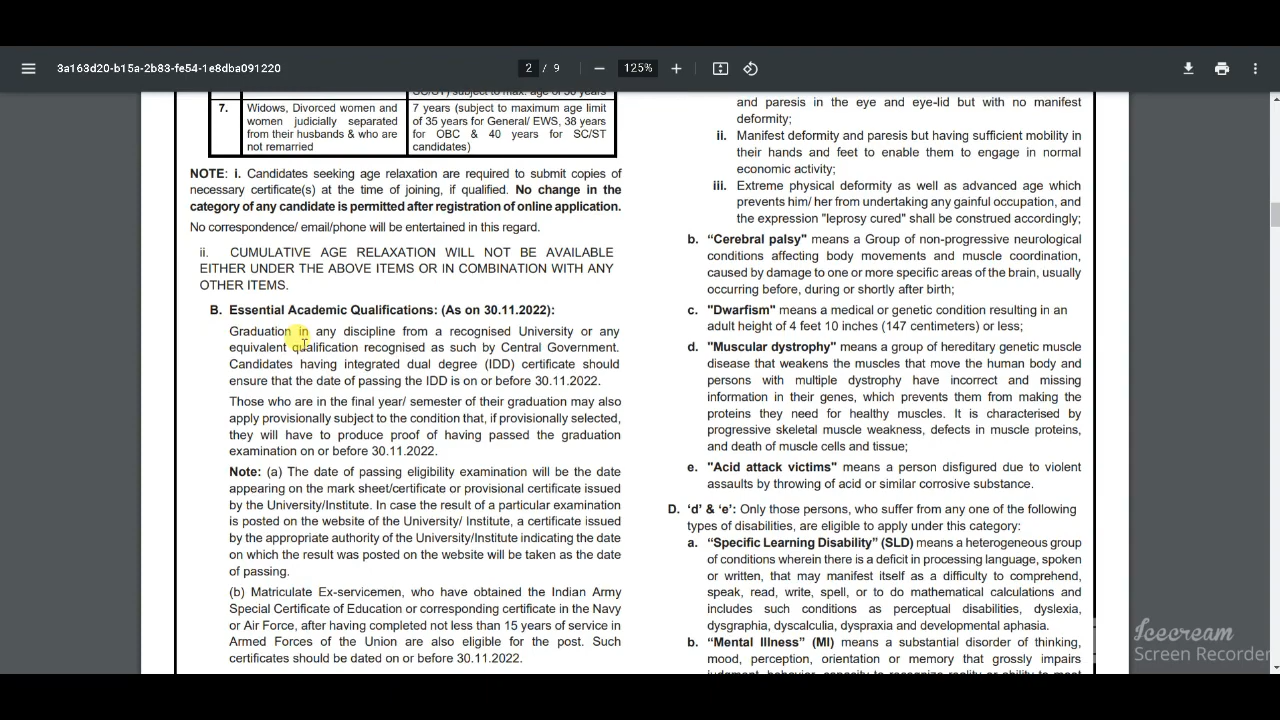 3a163d20-b15a-2b83-fe54-1e8dba091220
2 / 9
125%
SC/ST) subject to max. age of 38 years
7. Widows, Divorced women and women judicially separated from their husbands & who are not remarried
7 years (subject to maximum age limit of 35 years for General/ EWS, 38 years for OBC & 40 years for SC/ST candidates)
NOTE: i. Candidates seeking age relaxation are required to submit copies of
necessary certificate(s) at the time of joining, if qualified. No change in the
category of any candidate is permitted after registration of online application.
No correspondence/ email/phone will be entertained in this regard.
ii. CUMULATIVE AGE RELAXATION WILL NOT BE AVAILABLE
EITHER UNDER THE ABOVE ITEMS OR IN COMBINATION WITH ANY
OTHER ITEMS.
B. Essential Academic Qualifications: (As on 30.11.2022):
Graduation in any discipline from a recognised University or any
equivalent qualification recognised as such by Central Government.
Candidates having integrated dual degree (IDD) certificate should
ensure that the date of passing the IDD is on or before 30.11.2022.
Those who are in the final year/ semester of their graduation may also
apply provisionally subject to the condition that, if provisionally selected,
they will have to produce proof of having passed the graduation
examination on or before 30.11.2022.
Note: (a) The date of passing eligibility examination will be the date
appearing on the mark sheet/certificate or provisional certificate issued
by the University/Institute. In case the result of a particular examination
is posted on the website of the University/ Institute, a certificate issued
by the appropriate authority of the University/Institute indicating the date
on which the result was posted on the website will be taken as the date
of passing.
(b) Matriculate Ex-servicemen, who have obtained the Indian Army
Special Certificate of Education or corresponding certificate in the Navy
or Air Force, after having completed not less than 15 years of service in
Armed Forces of the Union are also eligible for the post. Such
certificates should be dated on or before 30.11.2022.
and paresis in the eye and eye-lid but with no manifest
deformity;
ii. Manifest deformity and paresis but having sufficient mobility in
their hands and feet to enable them to engage in normal
economic activity;
iii. Extreme physical deformity as well as advanced age which
prevents him/ her from undertaking any gainful occupation, and
the expression "leprosy cured" shall be construed accordingly;
b. “Cerebral palsy" means a Group of non-progressive neurological
conditions affecting body movements and muscle coordination,
caused by damage to one or more specific areas of the brain, usually
occurring before, during or shortly after birth;
c. "Dwarfism" means a medical or genetic condition resulting in an
adult height of 4 feet 10 inches (147 centimeters) or less;
d. "Muscular dystrophy" means a group of hereditary genetic muscle
disease that weakens the muscles that move the human body and
persons with multiple dystrophy have incorrect and missing
information in their genes, which prevents them from making the
proteins they need for healthy muscles. It is characterised by
progressive skeletal muscle weakness, defects in muscle proteins,
and death of muscle cells and tissue;
e. "Acid attack victims" means a person disfigured due to violent
assaults by throwing of acid or similar corrosive substance.
D. ‘d’ & ‘e’: Only those persons, who suffer from any one of the following
types of disabilities, are eligible to apply under this category:
a. “Specific Learning Disability” (SLD) means a heterogeneous group
of conditions wherein there is a deficit in processing language, spoken
or written, that may manifest itself as a difficulty to comprehend,
speak, read, write, spell, or to do mathematical calculations and
includes such conditions as perceptual disabilities, dyslexia,
dysgraphia, dyscalculia, dyspraxia and developmental aphasia.
b. “Mental Illness” (MI) means a substantial disorder of thinking,
mood, perception, orientation or memory that grossly impairs
judgment, behavior, capacity to recognize reality or ability to meet
Icecream
Screen Recorder